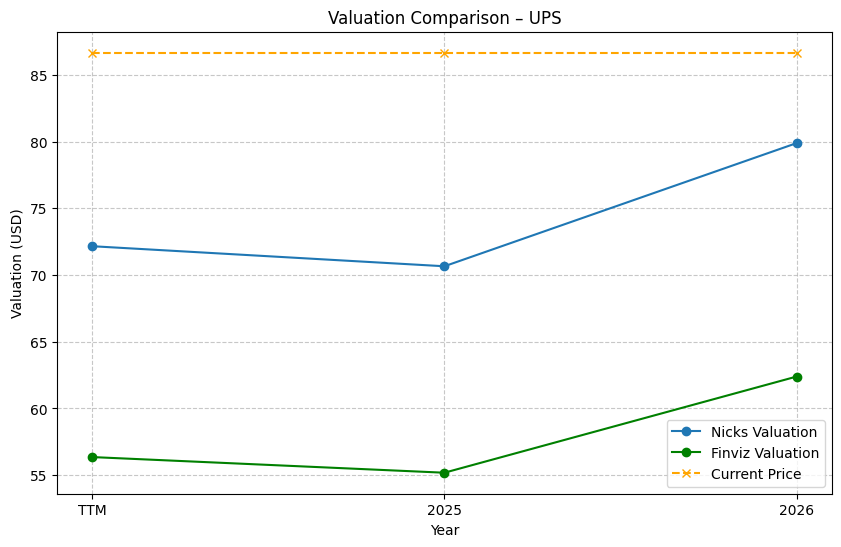 Valuation Comparison – UPS
Valuation (USD)
85
80
75
70
65
60
55
TTM
2025
2026
Year
Nicks Valuation
Finviz Valuation
Current Price